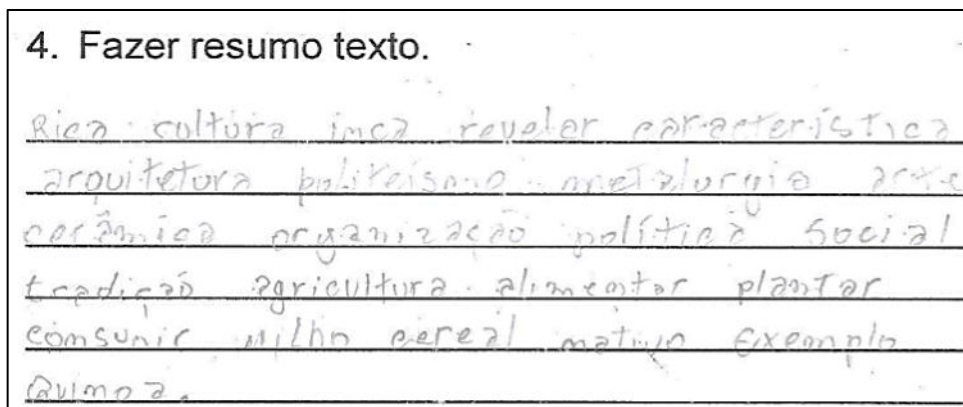 4. Fazer resumo texto.
Rica cultura inca revelar característica
arquitetura politeísmo metalurgia arte
cerâmica organização política social
tradição agricultura alimentar plantar
consunir milho cereal nativo Exemplo
Quinoa.